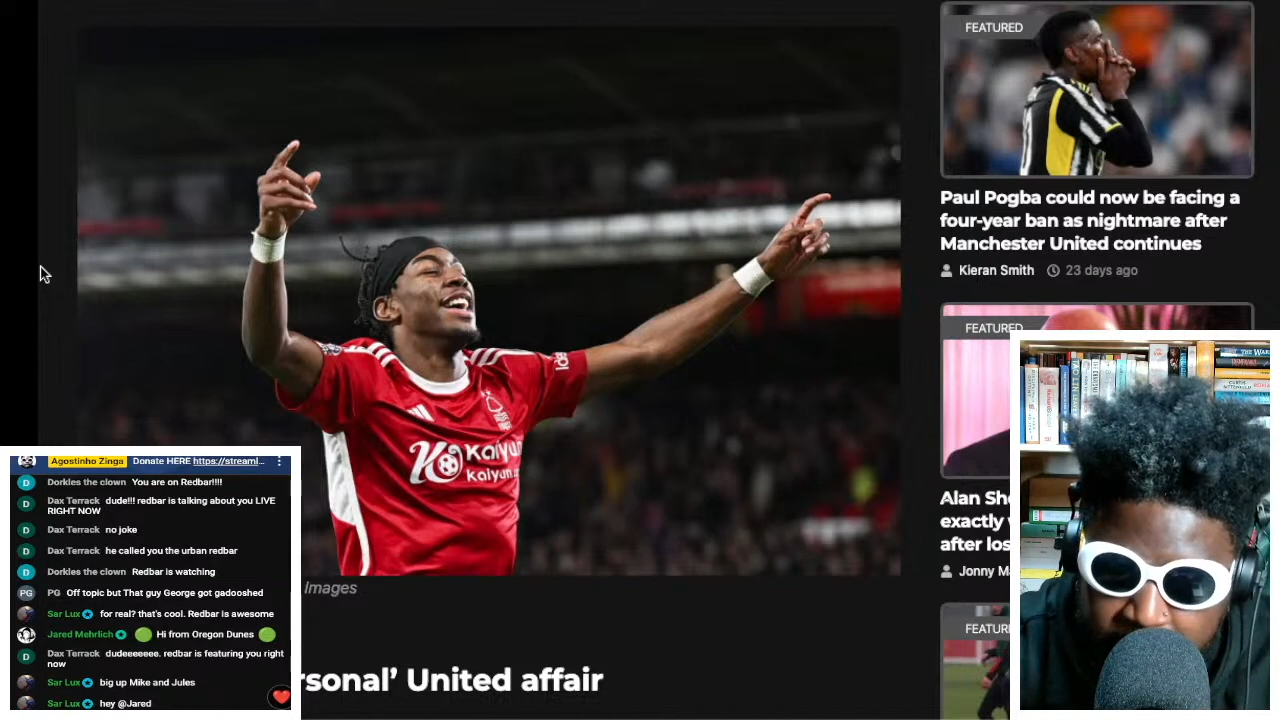 FEATURED
Paul Pogba could now be facing a
four-year ban as nightmare after
Manchester United continues
Kieran Smith 23 days ago
FEATURED
Alan She
exactly
after los
Jonny M
FEATUR
Kaiyun
kaiyun.c
Images
rsonal’ United affair
Agostinho Zinga Donate HERE https://streaml...
Dorkles the clown You are on Redbar!!!!
Dax Terrack dude!!! redbar is talking about you LIVE
RIGHT NOW
Dax Terrack no joke
Dax Terrack he called you the urban redbar
Dorkles the clown Redbar is watching
PG PG Off topic but That guy George got gadooshed
Sar Lux for real? that's cool. Redbar is awesome
Jared Mehrlich Hi from Oregon Dunes
Dax Terrack dudeeeeeee. redbar is featuring you right
now
Sar Lux big up Mike and Jules
Sar Lux hey @Jared